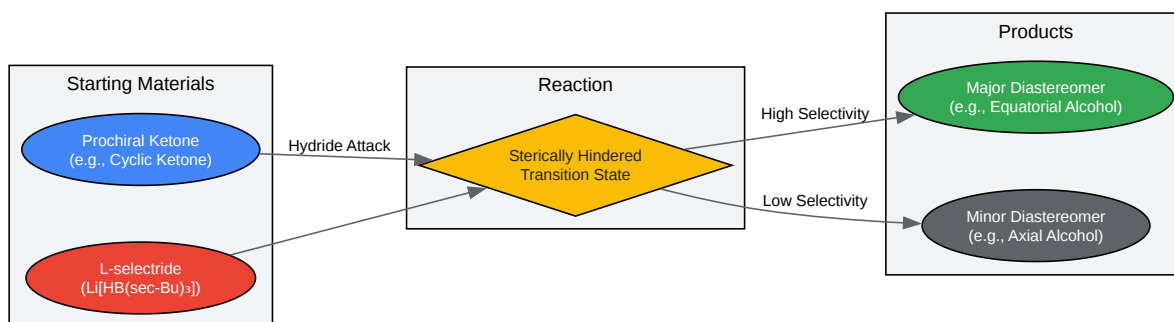 Starting Materials
Prochiral Ketone
(e.g., Cyclic Ketone)
L-selectride
(Li[HB(sec-Bu)₃])
Hydride Attack
Reaction
Sterically Hindered
Transition State
High Selectivity
Low Selectivity
Products
Major Diastereomer
(e.g., Equatorial Alcohol)
Minor Diastereomer
(e.g., Axial Alcohol)